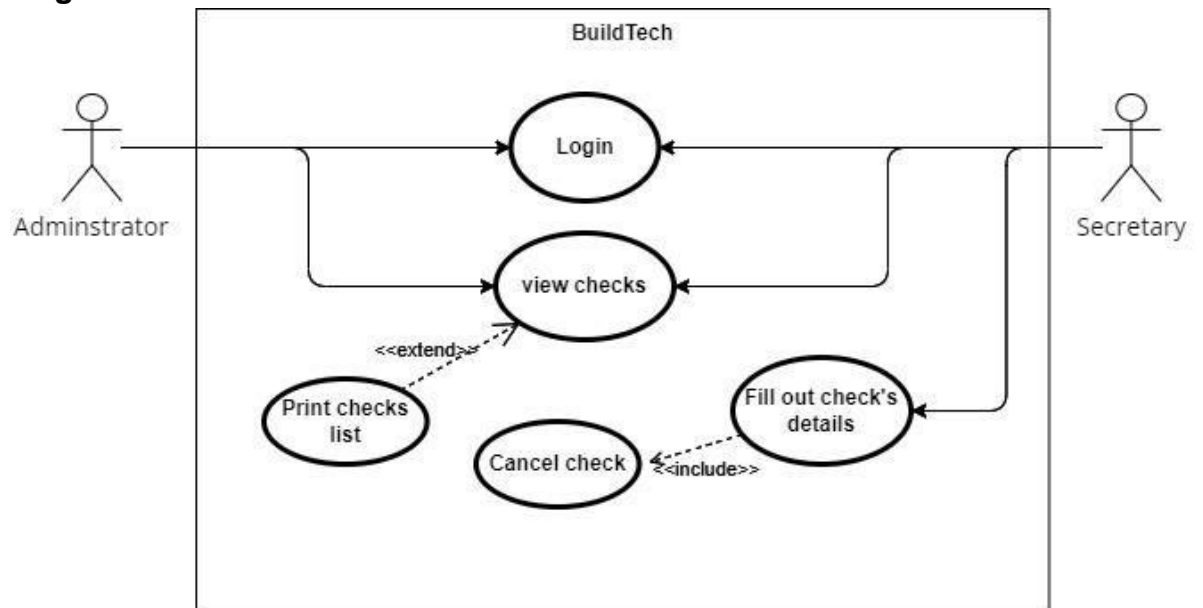 BuildTech
Login
Adminstrator
Secretary
view checks
<<extend>>
Print checks
list
Fill out check's
details
Cancel check
<<include>>